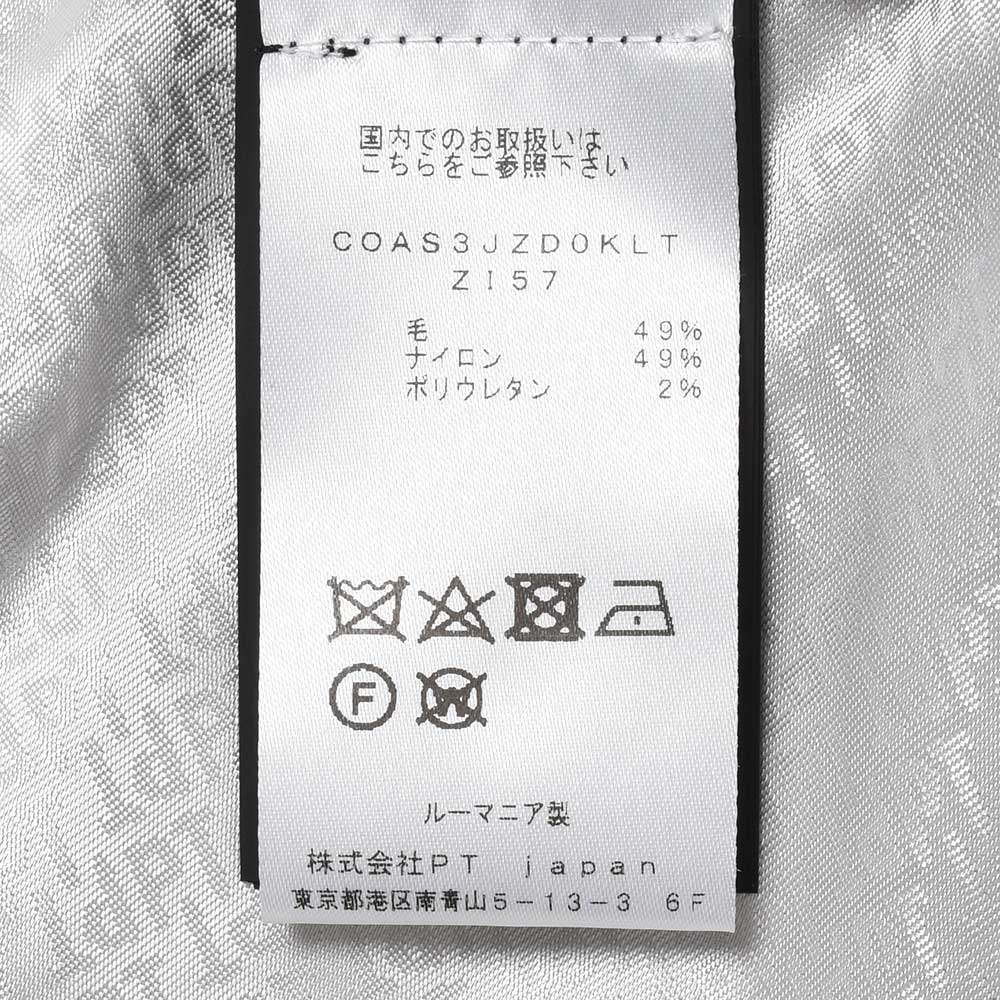 国内でのお取扱いは
こちらをご参照下さい
COAS3JZD0KLT
ZI57
毛 49%
ナイロン 49%
ポリウレタン 2%
F W
ルーマニア製
株式会社PT japan
東京都港区南青山5-13-3 6F